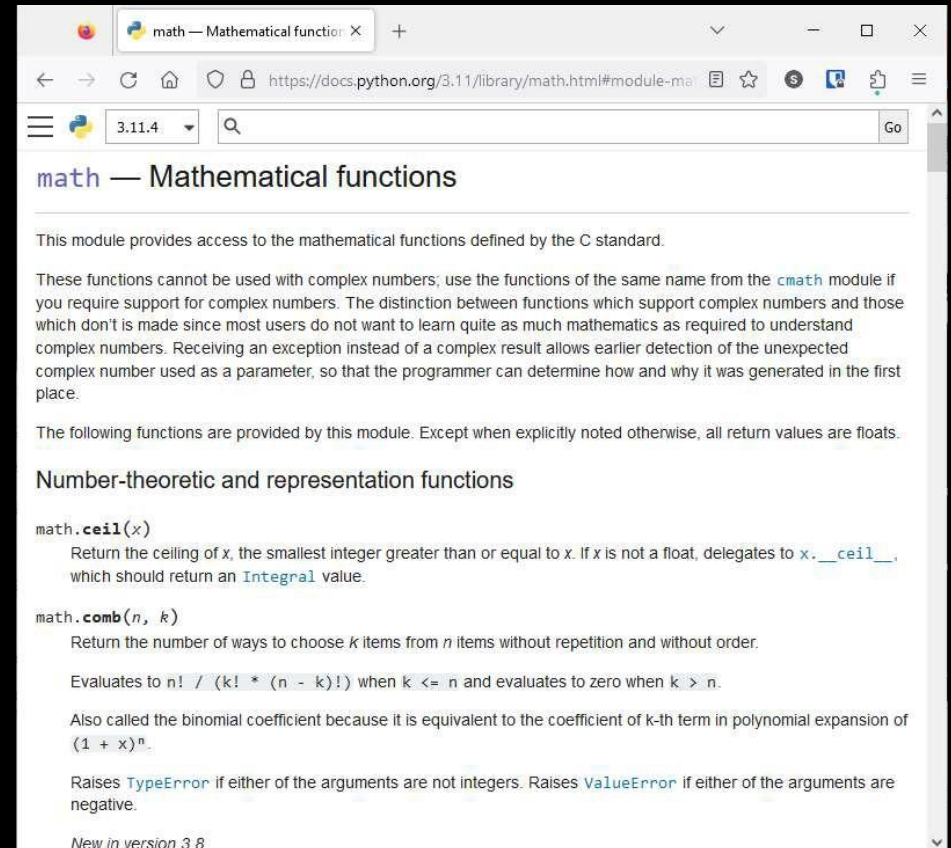 math — Mathematical function
https://docs.python.org/3.11/library/math.html#module-ma
S
3.11.4
Go
math — Mathematical functions
This module provides access to the mathematical functions defined by the C standard.
These functions cannot be used with complex numbers; use the functions of the same name from the cmath module if
you require support for complex numbers. The distinction between functions which support complex numbers and those
which don't is made since most users do not want to learn quite as much mathematics as required to understand
complex numbers. Receiving an exception instead of a complex result allows earlier detection of the unexpected
complex number used as a parameter, so that the programmer can determine how and why it was generated in the first
place.
The following functions are provided by this module. Except when explicitly noted otherwise, all return values are floats.
Number-theoretic and representation functions
math.ceil(x)
Return the ceiling of x, the smallest integer greater than or equal to x. If x is not a float, delegates to x.__ceil__,
which should return an Integral value.
math.comb(n, k)
Return the number of ways to choose k items from n items without repetition and without order.
Evaluates to n! / (k! * (n - k)!) when k <= n and evaluates to zero when k > n.
Also called the binomial coefficient because it is equivalent to the coefficient of k-th term in polynomial expansion of
(1 + x)ⁿ.
Raises TypeError if either of the arguments are not integers. Raises ValueError if either of the arguments are
negative.
New in version 3.8